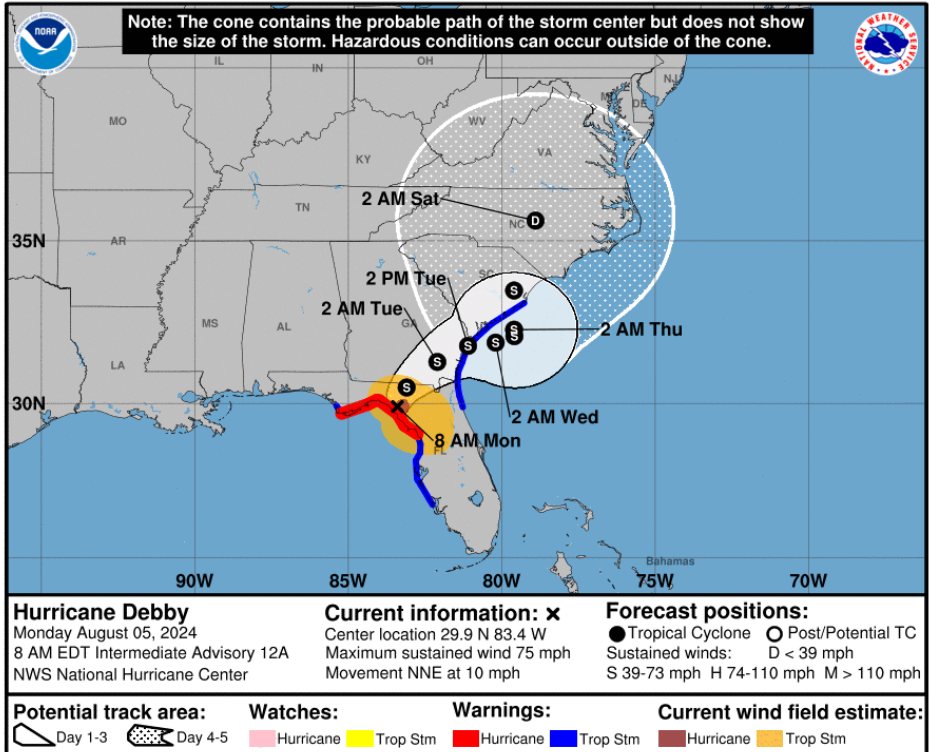 Note: The cone contains the probable path of the storm center but does not show
the size of the storm. Hazardous conditions can occur outside of the cone.
NOAA
NATIONAL WEATHER SERVICE
IL
IN
OH
NJ
MO
WV
DE
KY
VA
2 AM Sat
TN
D
NC
35N
AR
2 PM Tue
SC
S
2 AM Tue
MS
AL
GA
S
2 AM Thu
S
S
S
S
LA
S
S
30N
2 AM Wed
8 AM Mon
FL
Bahamas
90W
85W
80W
75W
70W
Hurricane Debby
Monday August 05, 2024
8 AM EDT Intermediate Advisory 12A
NWS National Hurricane Center
Current information: ×
Center location 29.9 N 83.4 W
Maximum sustained wind 75 mph
Movement NNE at 10 mph
Forecast positions:
Tropical Cyclone Post/Potential TC
Sustained winds: D < 39 mph
S 39-73 mph H 74-110 mph M > 110 mph
Potential track area:
Day 1-3 Day 4-5
Watches:
Hurricane Trop Stm
Warnings:
Hurricane Trop Stm
Current wind field estimate:
Hurricane Trop Stm